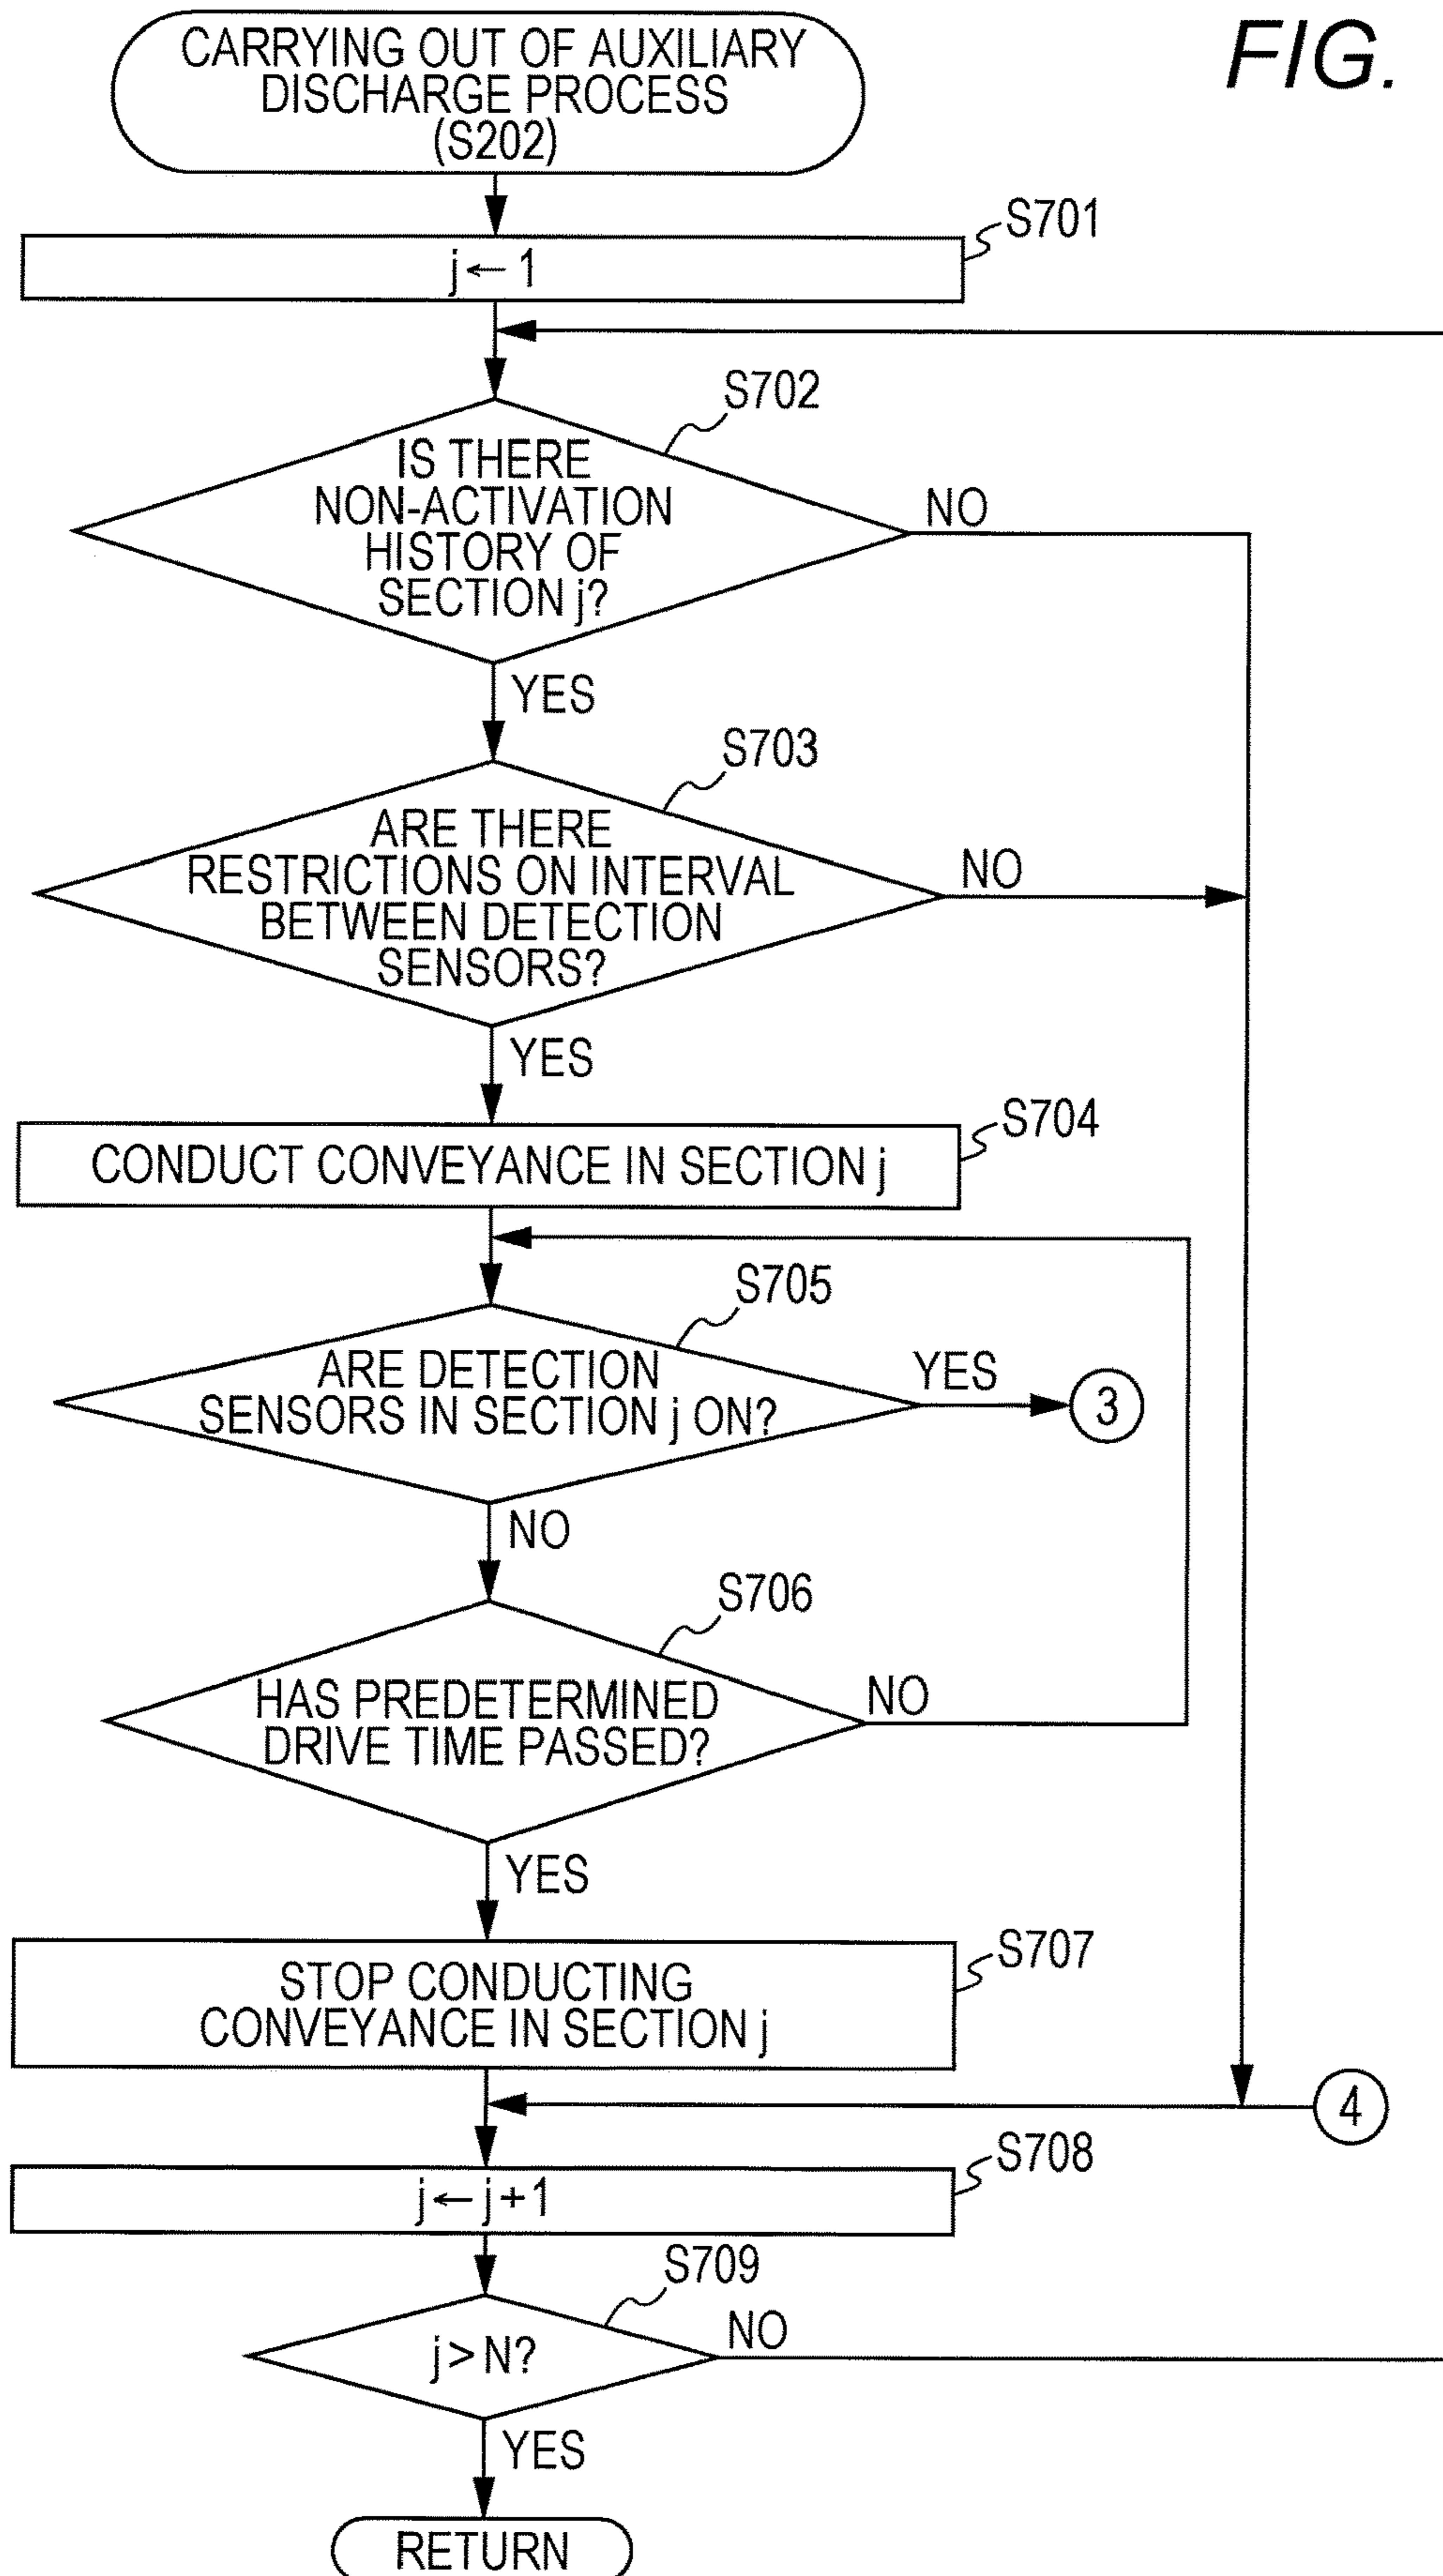 FIG.
CARRYING OUT OF AUXILIARY
DISCHARGE PROCESS
(S202)
S701
j ← 1
S702
IS THERE
NON-ACTIVATION
HISTORY OF
SECTION j?
NO
YES
S703
ARE THERE
RESTRICTIONS ON INTERVAL
BETWEEN DETECTION
SENSORS?
NO
YES
S704
CONDUCT CONVEYANCE IN SECTION j
S705
ARE DETECTION
SENSORS IN SECTION j ON?
YES
3
NO
S706
HAS PREDETERMINED
DRIVE TIME PASSED?
NO
YES
S707
STOP CONDUCTING
CONVEYANCE IN SECTION j
4
S708
j ← j + 1
S709
j > N?
NO
YES
RETURN